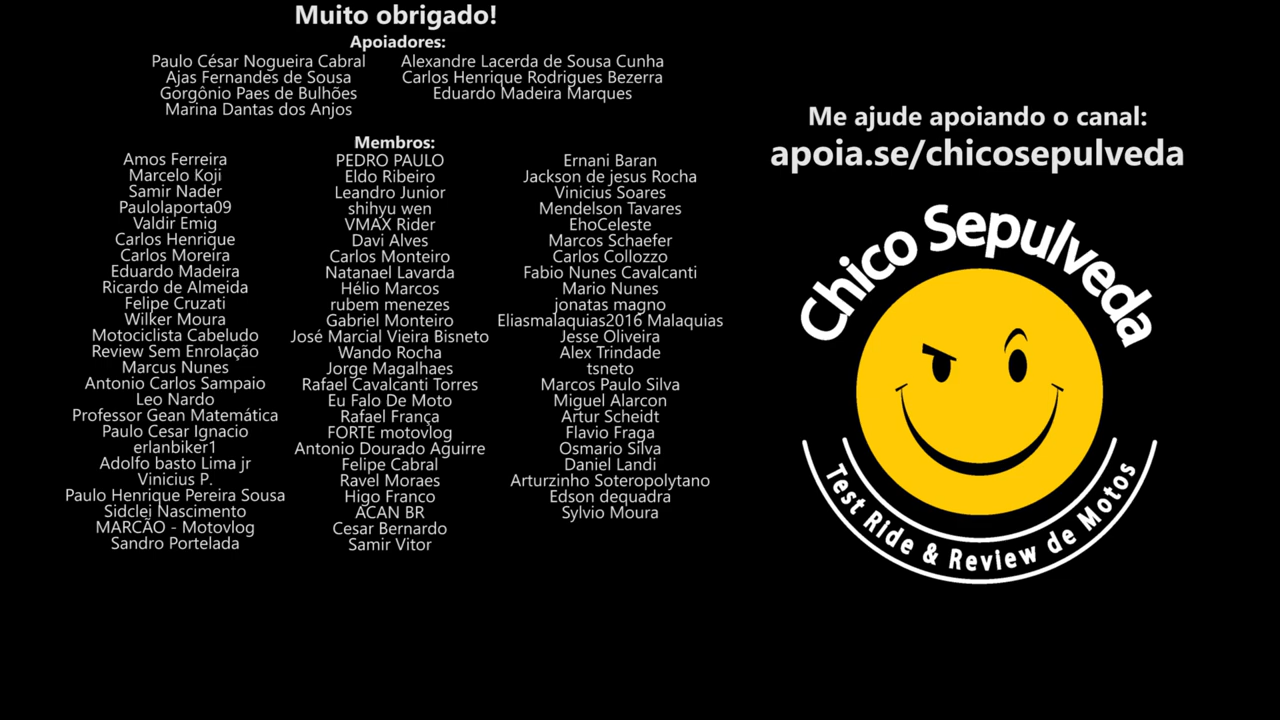 Muito obrigado!
Apoiadores:
Paulo César Nogueira Cabral
Ajas Fernandes de Sousa
Gorgônio Paes de Bulhões
Marina Dantas dos Anjos
Alexandre Lacerda de Sousa Cunha
Carlos Henrique Rodrigues Bezerra
Eduardo Madeira Marques
Membros:
Amos Ferreira
Marcelo Koji
Samir Nader
Paulolaporta09
Valdir Emig
Carlos Henrique
Carlos Moreira
Eduardo Madeira
Ricardo de Almeida
Felipe Cruzati
Wilker Moura
Motociclista Cabeludo
Review Sem Enrolação
Marcus Nunes
Antonio Carlos Sampaio
Leo Nardo
Professor Gean Matemática
Paulo Cesar Ignacio
erlanbiker1
Adolfo basto Lima jr
Vinicius P.
Paulo Henrique Pereira Sousa
Sidclei Nascimento
MARCÃO - Motovlog
Sandro Portelada
PEDRO PAULO
Eldo Ribeiro
Leandro Junior
shihyu wen
VMAX Rider
Davi Alves
Carlos Monteiro
Natanael Lavarda
Hélio Marcos
rubem menezes
Gabriel Monteiro
José Marcial Vieira Bisneto
Wando Rocha
Jorge Magalhaes
Rafael Cavalcanti Torres
Eu Falo De Moto
Rafael França
FORTE motovlog
Antonio Dourado Aguirre
Felipe Cabral
Ravel Moraes
Higo Franco
ACAN BR
Cesar Bernardo
Samir Vitor
Ernani Baran
Jackson de jesus Rocha
Vinicius Soares
Mendelson Tavares
EhoCeleste
Marcos Schaefer
Carlos Collozzo
Fabio Nunes Cavalcanti
Mario Nunes
jonatas magno
Eliasmalaquias2016 Malaquias
Jesse Oliveira
Alex Trindade
tsneto
Marcos Paulo Silva
Miguel Alarcon
Artur Scheidt
Flavio Fraga
Osmario Silva
Daniel Landi
Arturzinho Soteropolytano
Edson dequadra
Sylvio Moura
Me ajude apoiando o canal:
apoia.se/chicosepulveda
Chico Sepulveda
Test Ride & Review de Motos